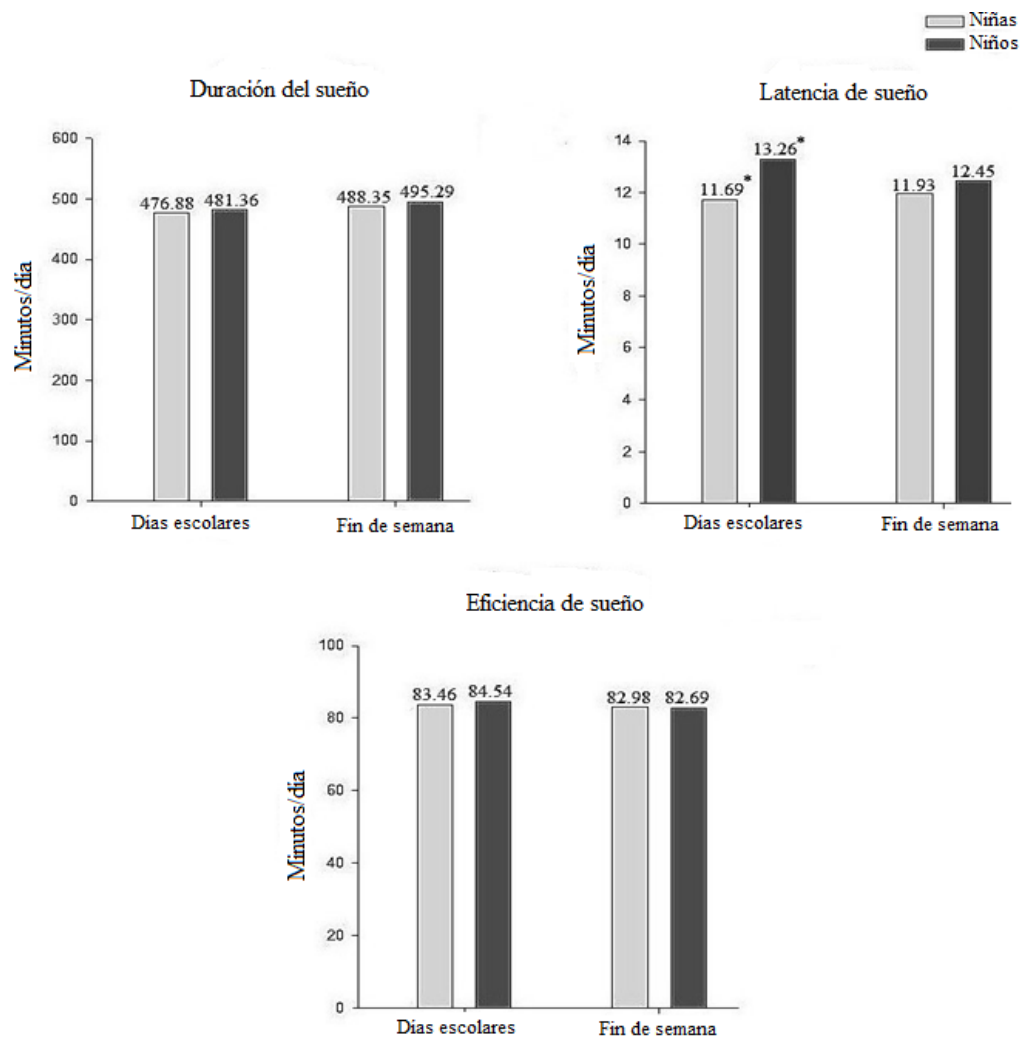 Niñas
Niños
Duración del sueño
Minutos/día
600
500
400
300
200
100
0
476.88
481.36
488.35
495.29
Dias escolares
Fin de semana
Latencia de sueño
Minutos/día
14
12
10
8
6
4
2
0
11.69*
13.26*
11.93
12.45
Dias escolares
Fin de semana
Eficiencia de sueño
Minutos/día
100
80
60
40
20
0
83.46
84.54
82.98
82.69
Dias escolares
Fin de semana